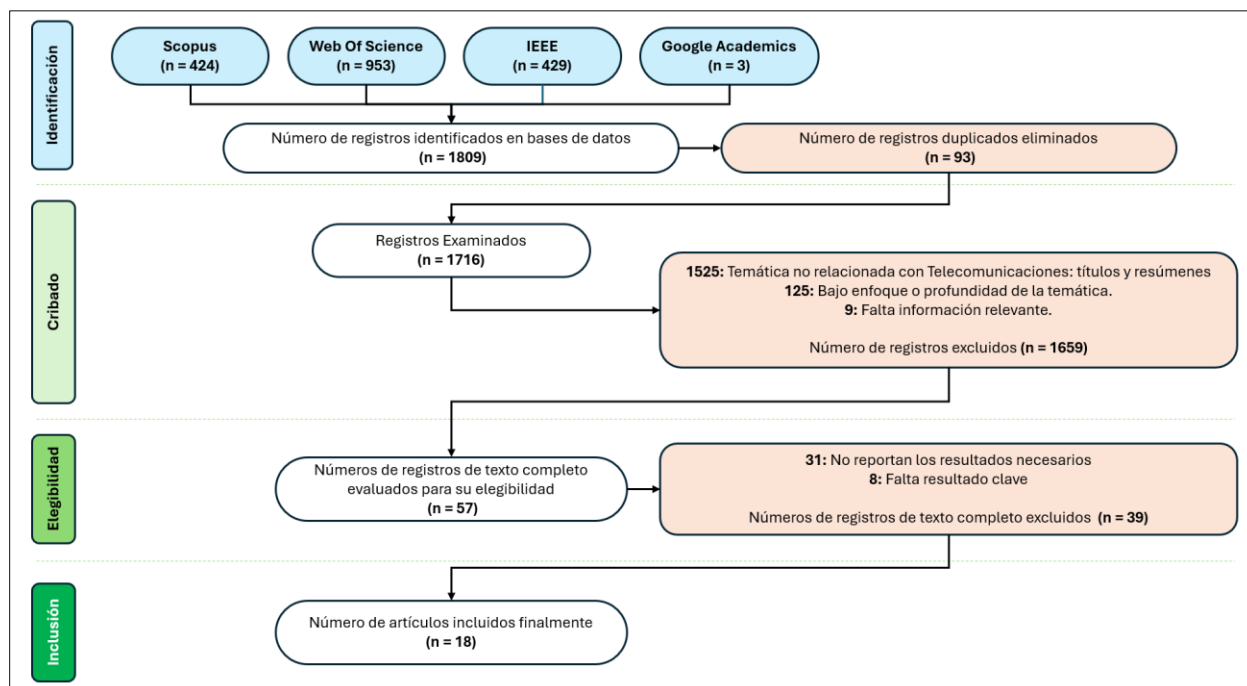 Identificación
Scopus
(n = 424)
Web Of Science
(n = 953)
IEEE
(n = 429)
Google Academics
(n = 3)
Número de registros identificados en bases de datos
(n = 1809)
Número de registros duplicados eliminados
(n = 93)
Cribado
Registros Examinados
(n = 1716)
1525: Temática no relacionada con Telecomunicaciones: títulos y resúmenes
125: Bajo enfoque o profundidad de la temática.
9: Falta información relevante.
Número de registros excluidos (n = 1659)
Elegibilidad
Números de registros de texto completo
evaluados para su elegibilidad
(n = 57)
31: No reportan los resultados necesarios
8: Falta resultado clave
Números de registros de texto completo excluidos (n = 39)
Inclusión
Número de artículos incluidos finalmente
(n = 18)